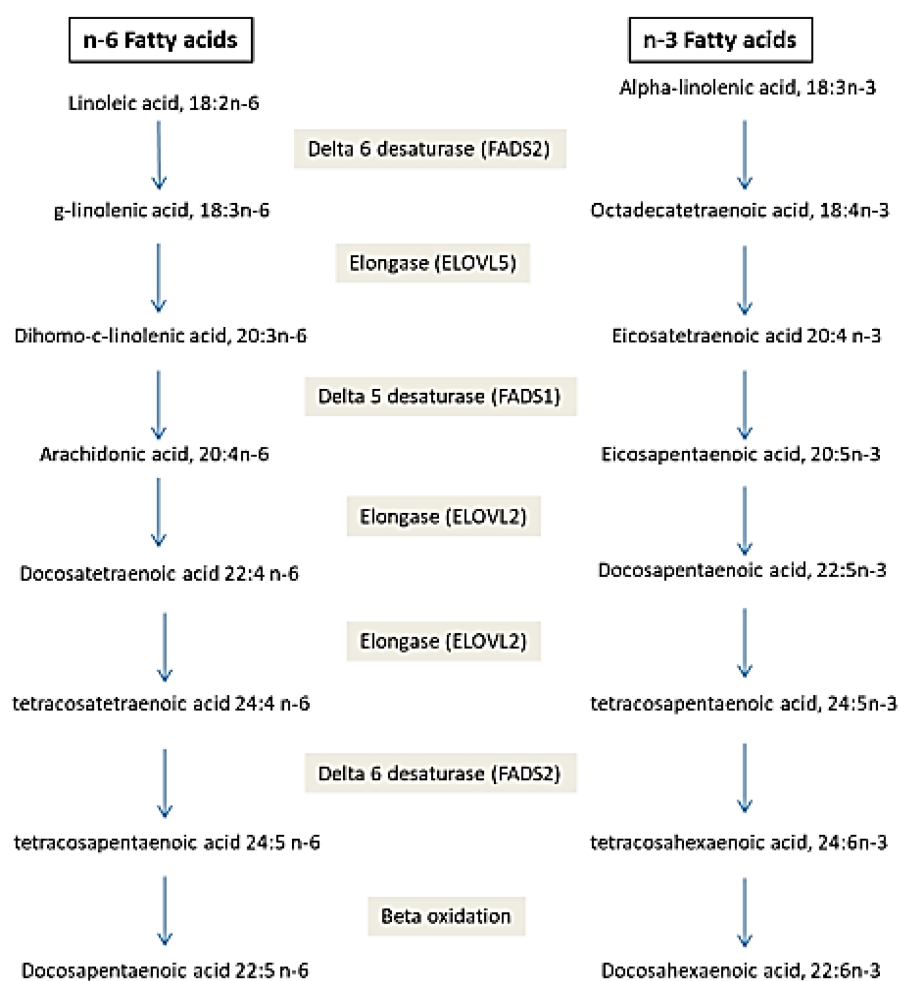 n-6 Fatty acids
n-3 Fatty acids
Linoleic acid, 18:2n-6
Alpha-linolenic acid, 18:3n-3
Delta 6 desaturase (FADS2)
g-linolenic acid, 18:3n-6
Octadecatetraenoic acid, 18:4n-3
Elongase (ELOVL5)
Dihomo-c-linolenic acid, 20:3n-6
Eicosatetraenoic acid 20:4 n-3
Delta 5 desaturase (FADS1)
Arachidonic acid, 20:4n-6
Eicosapentaenoic acid, 20:5n-3
Elongase (ELOVL2)
Docosatetraenoic acid 22:4 n-6
Docosapentaenoic acid, 22:5n-3
Elongase (ELOVL2)
tetracosatetraenoic acid 24:4 n-6
tetracosapentaenoic acid, 24:5n-3
Delta 6 desaturase (FADS2)
tetracosapentaenoic acid 24:5 n-6
tetracosahexaenoic acid, 24:6n-3
Beta oxidation
Docosapentaenoic acid 22:5 n-6
Docosahexaenoic acid, 22:6n-3